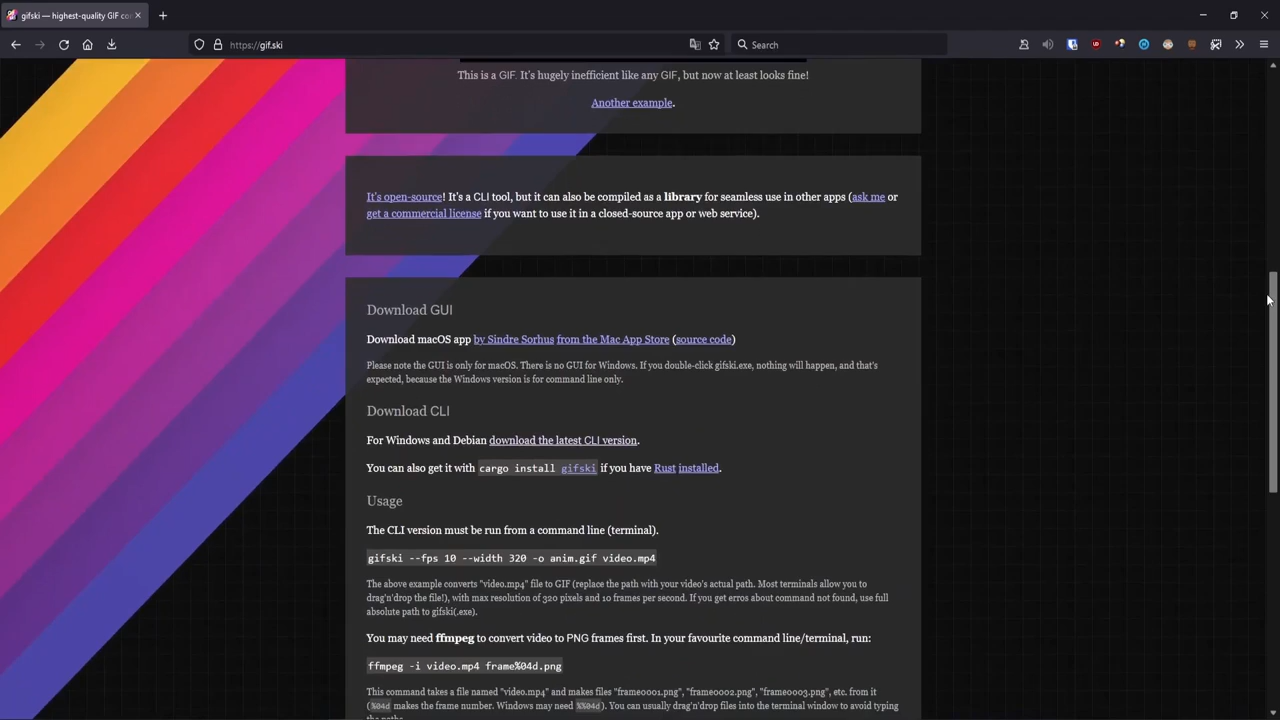 gifski — highest-quality GIF co
https://gif.ski
Search
This is a GIF. It's hugely inefficient like any GIF, but now at least looks fine!
Another example.
It's open-source! It's a CLI tool, but it can also be compiled as a library for seamless use in other apps (ask me or
get a commercial license if you want to use it in a closed-source app or web service).
Download GUI
Download macOS app by Sindre Sorhus from the Mac App Store (source code)
Please note the GUI is only for macOS. There is no GUI for Windows. If you double-click gifski.exe, nothing will happen, and that's
expected, because the Windows version is for command line only.
Download CLI
For Windows and Debian download the latest CLI version.
You can also get it with cargo install gifski if you have Rust installed.
Usage
The CLI version must be run from a command line (terminal).
gifski --fps 10 --width 320 -o anim.gif video.mp4
The above example converts "video.mp4" file to GIF (replace the path with your video's actual path. Most terminals allow you to
drag'n'drop the file!), with max resolution of 320 pixels and 10 frames per second. If you get erros about command not found, use full
absolute path to gifski(.exe).
You may need ffmpeg to convert video to PNG frames first. In your favourite command line/terminal, run:
ffmpeg -i video.mp4 frame%04d.png
This command takes a file named "video.mp4" and makes files "frame0001.png", "frame0002.png", "frame0003.png", etc. from it
(%04d makes the frame number. Windows may need %%04d). You can usually drag'n'drop files into the terminal window to avoid typing
the paths.